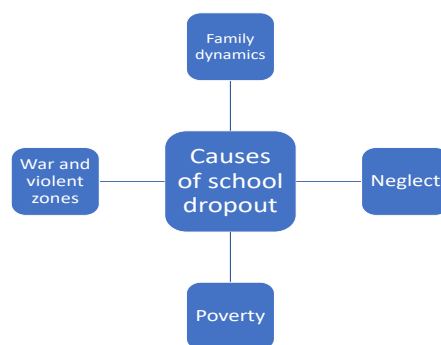 Family
dynamics
War and
violent
zones
Causes
of school
dropout
Neglect
Poverty